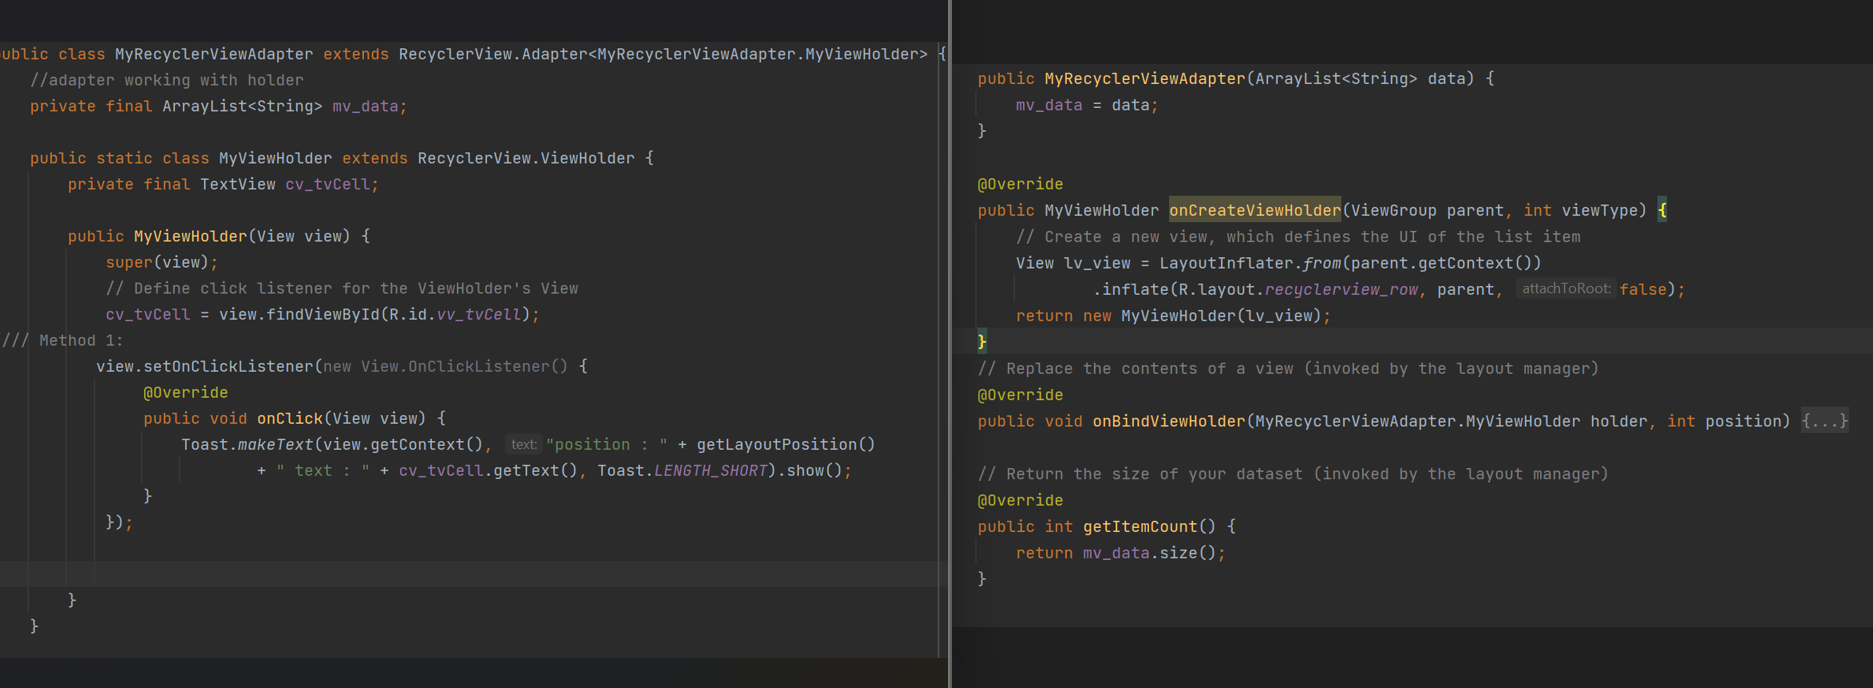 ublic class MyRecyclerViewAdapter extends RecyclerView.Adapter<MyRecyclerViewAdapter.MyViewHolder> {
//adapter working with holder
private final ArrayList<String> mv_data;
public static class MyViewHolder extends RecyclerView.ViewHolder {
private final TextView cv_tvCell;
public MyViewHolder(View view) {
super(view);
// Define click listener for the ViewHolder's View
cv_tvCell = view.findViewById(R.id.vv_tvCell);
/// Method 1:
view.setOnClickListener(new View.OnClickListener() {
@Override
public void onClick(View view) {
Toast.makeText(view.getContext(), text: "position : " + getLayoutPosition()
+ " text : " + cv_tvCell.getText(), Toast.LENGTH_SHORT).show();
}
});
}
}
public MyRecyclerViewAdapter(ArrayList<String> data) {
mv_data = data;
}
@Override
public MyViewHolder onCreateViewHolder(ViewGroup parent, int viewType) {
// Create a new view, which defines the UI of the list item
View lv_view = LayoutInflater.from(parent.getContext())
.inflate(R.layout.recyclerview_row, parent, attachToRoot: false);
return new MyViewHolder(lv_view);
}
// Replace the contents of a view (invoked by the layout manager)
@Override
public void onBindViewHolder(MyRecyclerViewAdapter.MyViewHolder holder, int position) {...}
// Return the size of your dataset (invoked by the layout manager)
@Override
public int getItemCount() {
return mv_data.size();
}